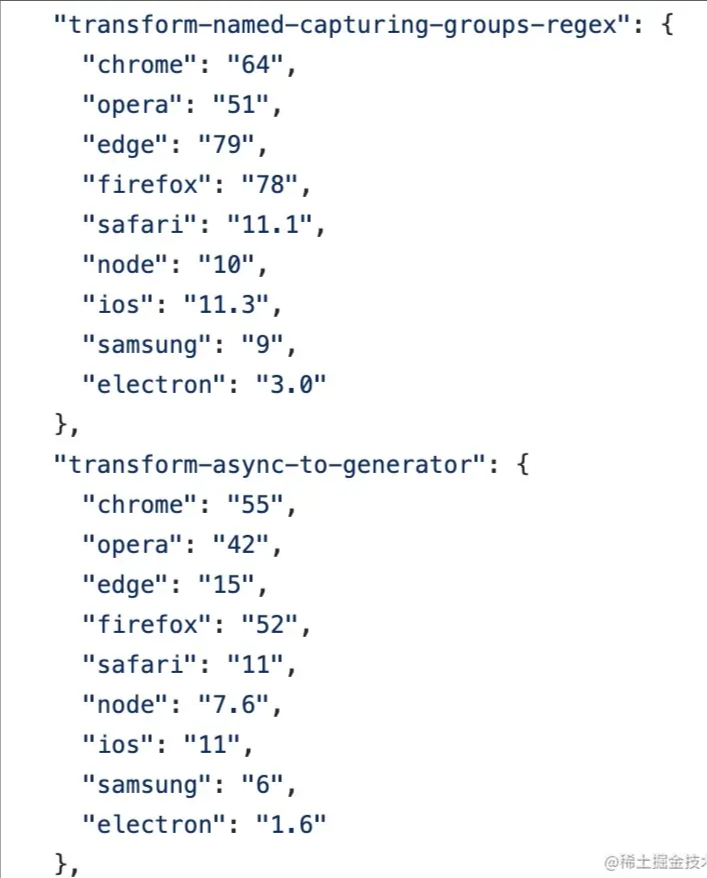 "transform-named-capturing-groups-regex": {
"chrome": "64",
"opera": "51",
"edge": "79",
"firefox": "78",
"safari": "11.1",
"node": "10",
"ios": "11.3",
"samsung": "9",
"electron": "3.0"
},
"transform-async-to-generator": {
"chrome": "55",
"opera": "42",
"edge": "15",
"firefox": "52",
"safari": "11",
"node": "7.6",
"ios": "11",
"samsung": "6",
"electron": "1.6"
},
@稀土掘金技